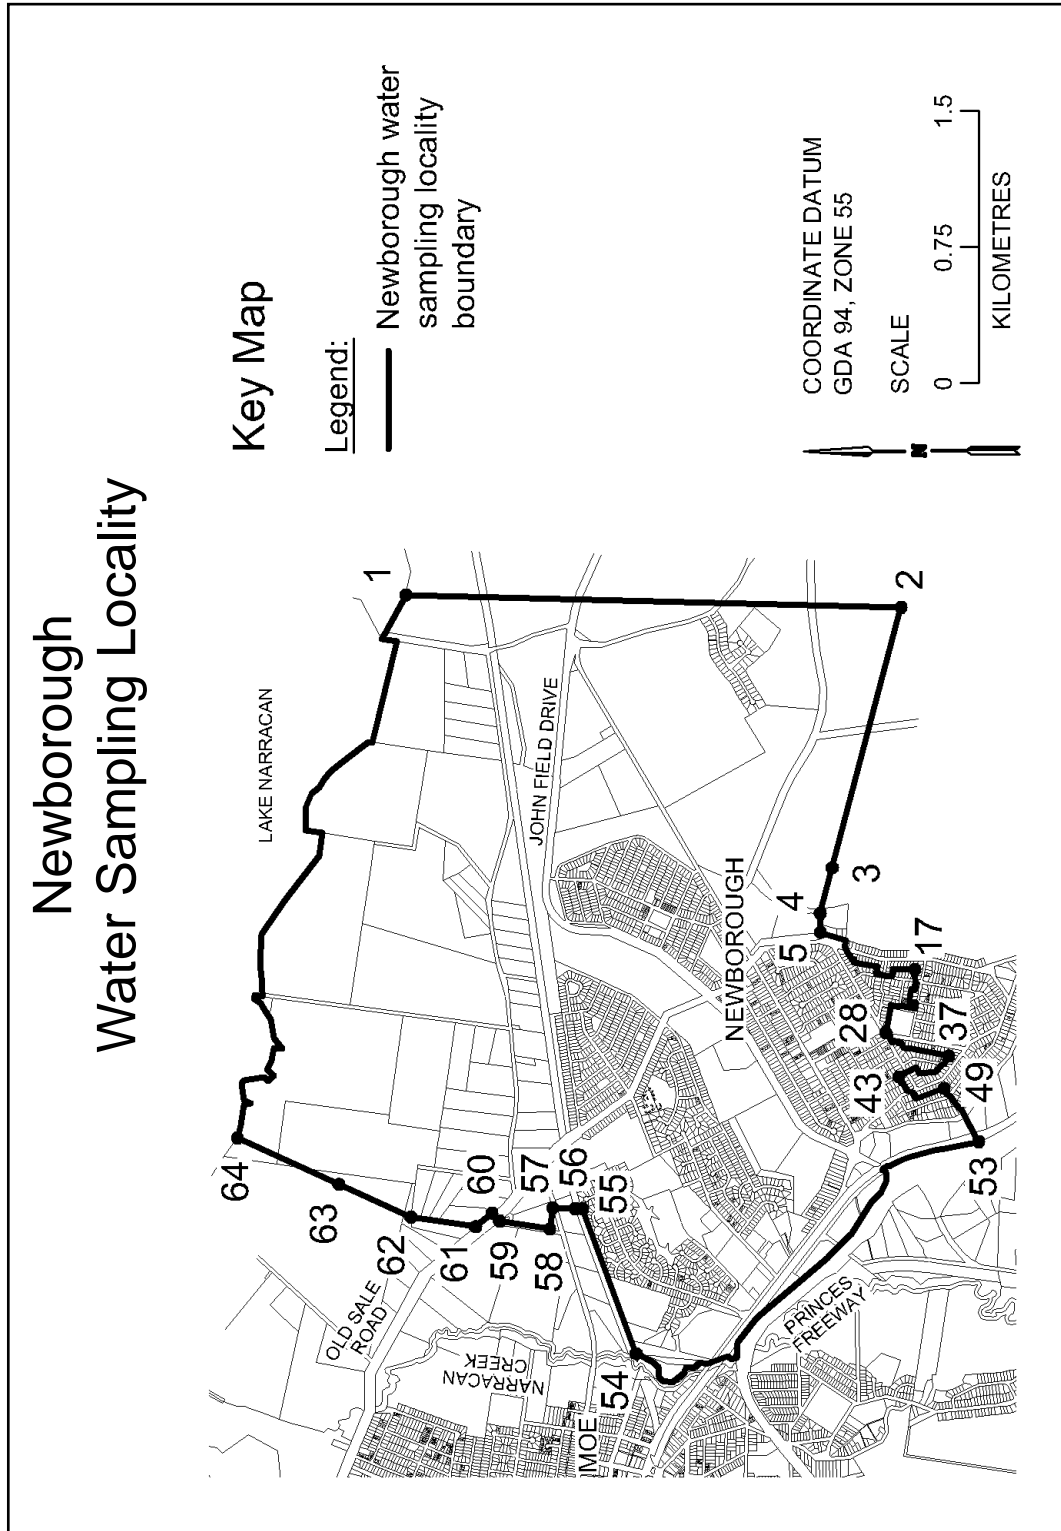 Newborough
Water Sampling Locality
Key Map
Legend:
Newborough water
sampling locality
boundary
COORDINATE DATUM
GDA 94, ZONE 55
SCALE
0
0.75
1.5
KILOMETRES
N
LAKE NARRACAN
JOHN FIELD DRIVE
NEWBOROUGH
OLD SALE
ROAD
NARRACAN
CREEK
MOE
PRINCES
FREEWAY
1
2
3
4
5
17
28
37
43
49
53
54
55
56
57
58
59
60
61
62
63
64